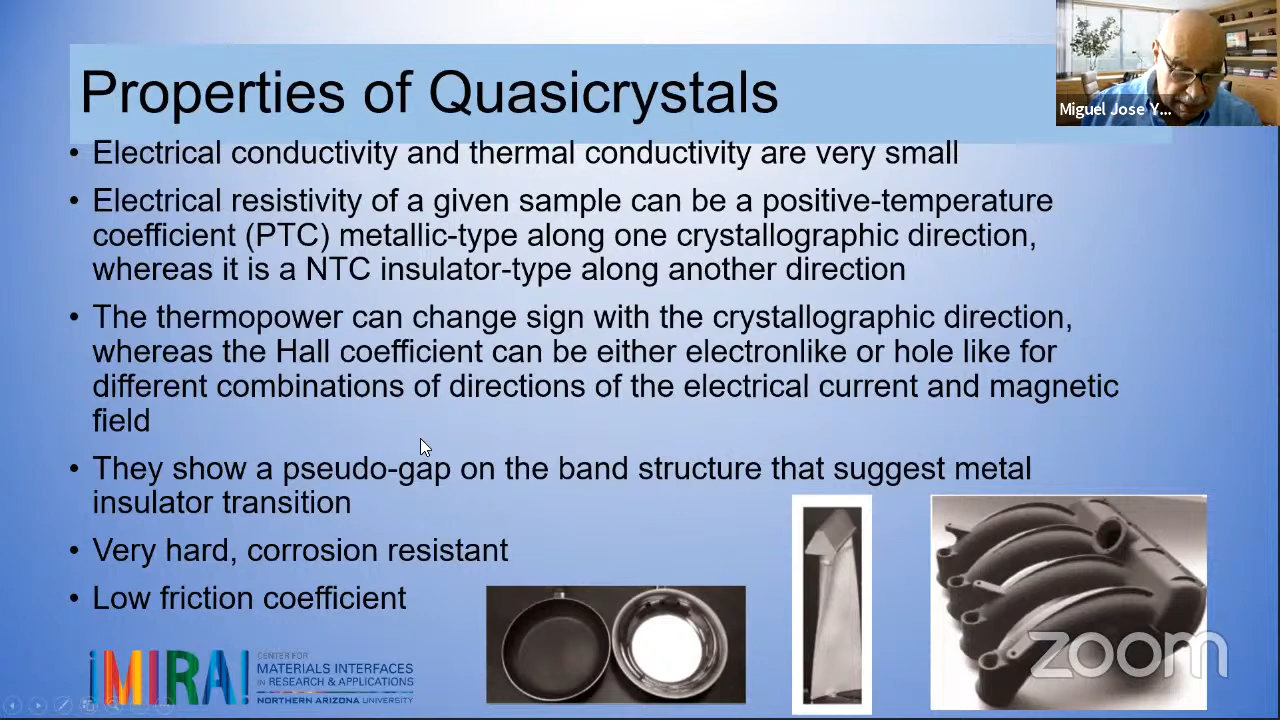 Properties of Quasicrystals
Miguel Jose Y...
• Electrical conductivity and thermal conductivity are very small
• Electrical resistivity of a given sample can be a positive-temperature
coefficient (PTC) metallic-type along one crystallographic direction,
whereas it is a NTC insulator-type along another direction
• The thermopower can change sign with the crystallographic direction,
whereas the Hall coefficient can be either electronlike or hole like for
different combinations of directions of the electrical current and magnetic
field
• They show a pseudo-gap on the band structure that suggest metal
insulator transition
• Very hard, corrosion resistant
• Low friction coefficient
¡MIRA!
CENTER FOR
MATERIALS INTERFACES
IN RESEARCH & APPLICATIONS
NORTHERN ARIZONA UNIVERSITY
zoom